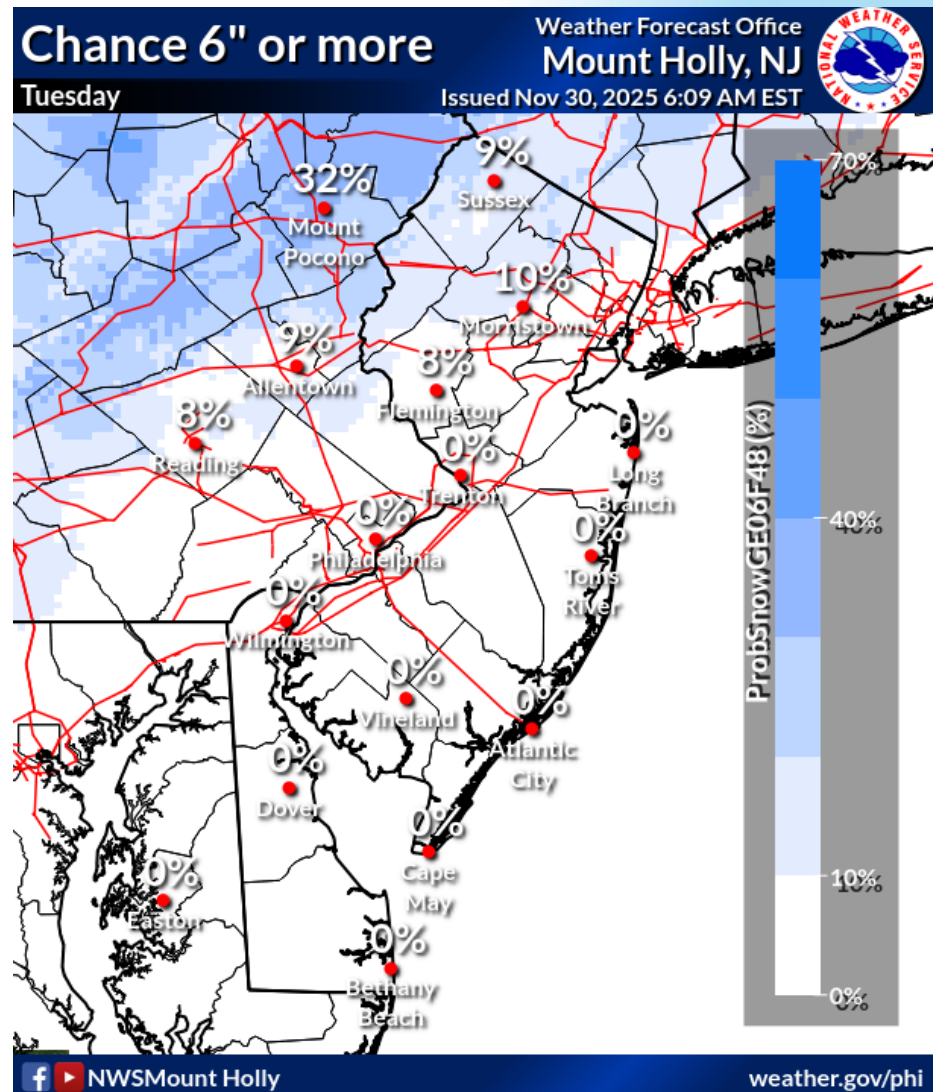 Chance 6" or more
Tuesday
Weather Forecast Office
Mount Holly, NJ
Issued Nov 30, 2025 6:09 AM EST
NATIONAL WEATHER SERVICE
9%
Sussex
32%
Mount
Pocono
10%
Morristown
9%
Allentown
8%
Flemington
8%
Reading
0%
Trenton
0%
Long
Branch
0%
Philadelphia
0%
Toms
River
0%
Wilmington
0%
Vineland
0%
Atlantic
City
0%
Dover
0%
Cape
May
0%
Easton
0%
Bethany
Beach
ProbSnowGE06F48(%)
70%
40%
10%
0%
NWSMount Holly
weather.gov/phi